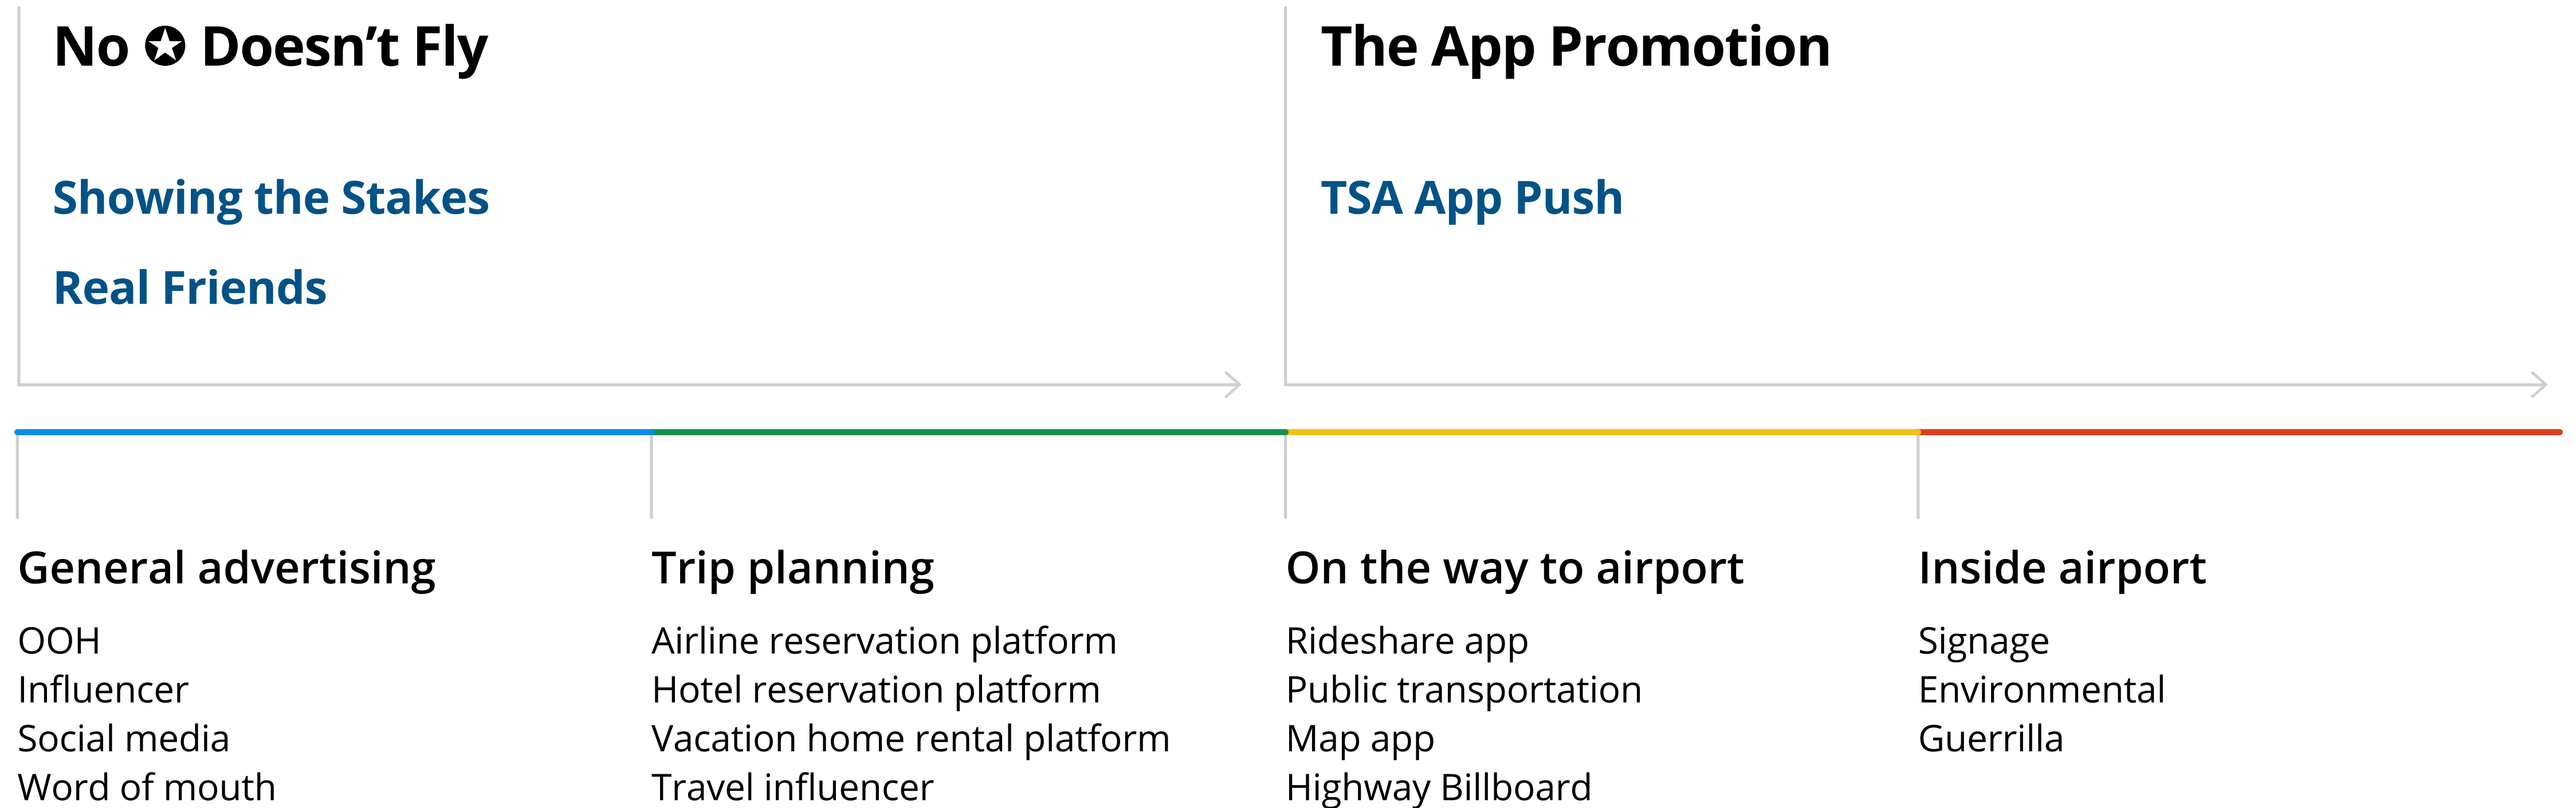 No ✪ Doesn’t Fly
Showing the Stakes
Real Friends
The App Promotion
TSA App Push
General advertising
OOH
Influencer
Social media
Word of mouth
Trip planning
Airline reservation platform
Hotel reservation platform
Vacation home rental platform
Travel influencer
On the way to airport
Rideshare app
Public transportation
Map app
Highway Billboard
Inside airport
Signage
Environmental
Guerrilla